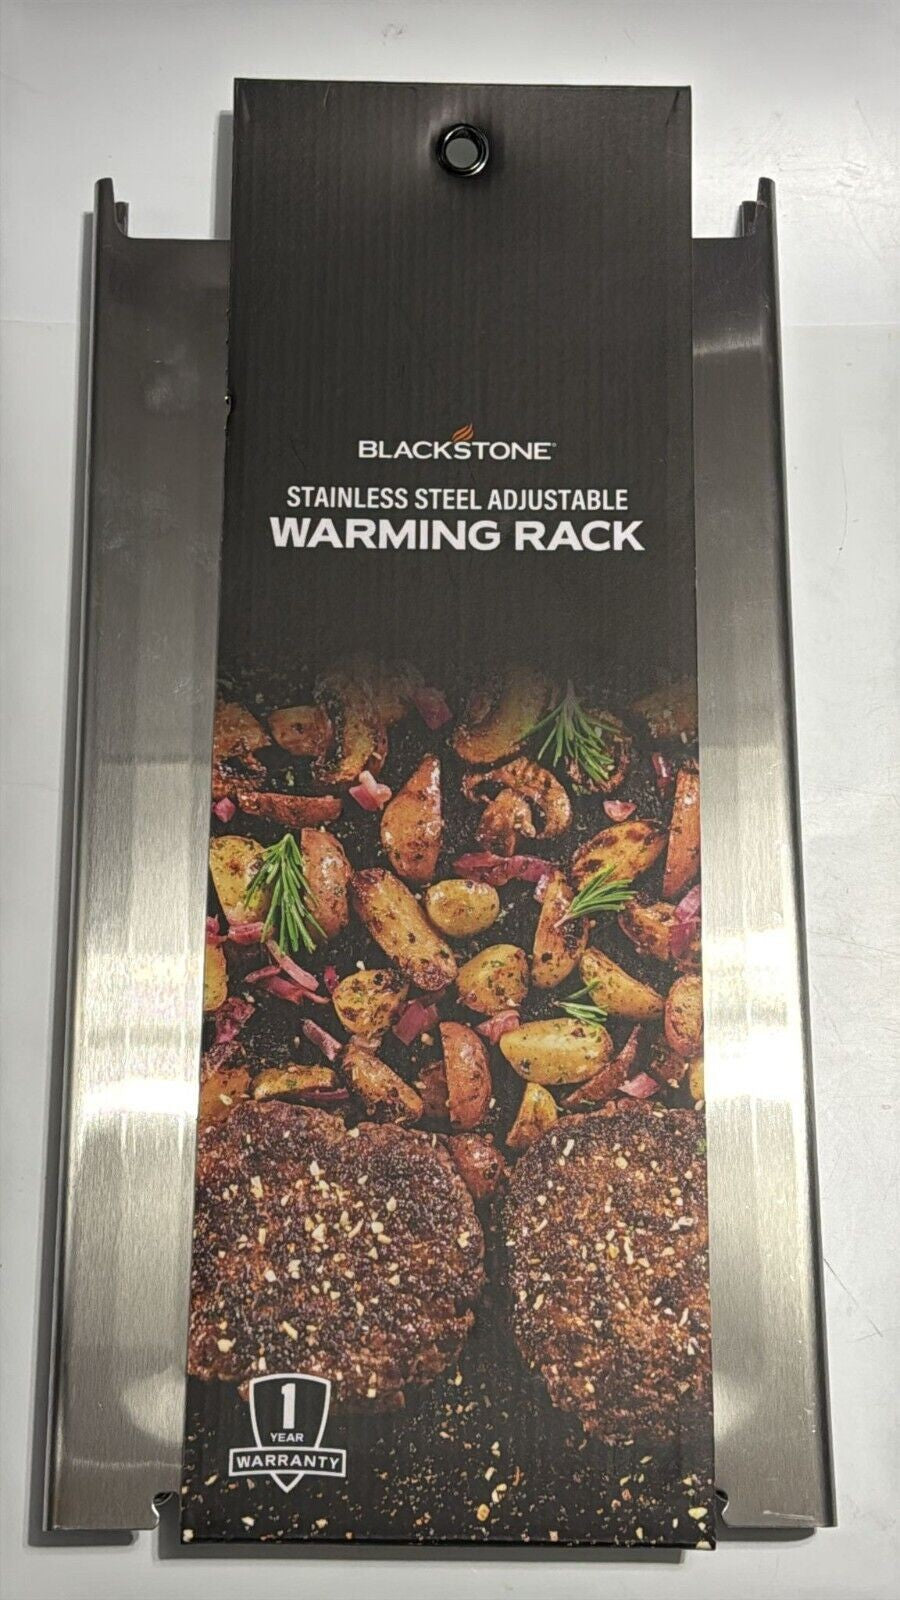 BLACKSTONE
STAINLESS STEEL ADJUSTABLE
WARMING RACK
1
YEAR
WARRANTY